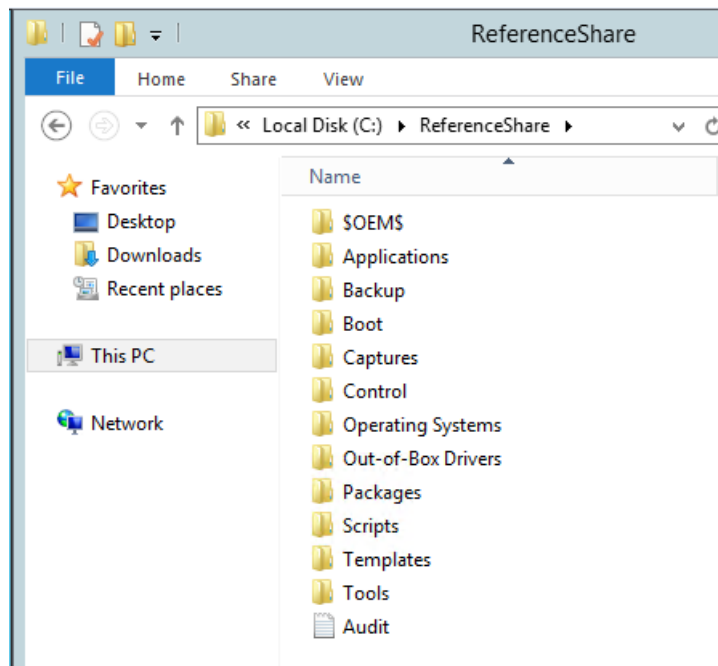 ReferenceShare
File Home Share View
« Local Disk (C:) ReferenceShare
Name
Favorites
Desktop
Downloads
Recent places
This PC
Network
$OEM$
Applications
Backup
Boot
Captures
Control
Operating Systems
Out-of-Box Drivers
Packages
Scripts
Templates
Tools
Audit